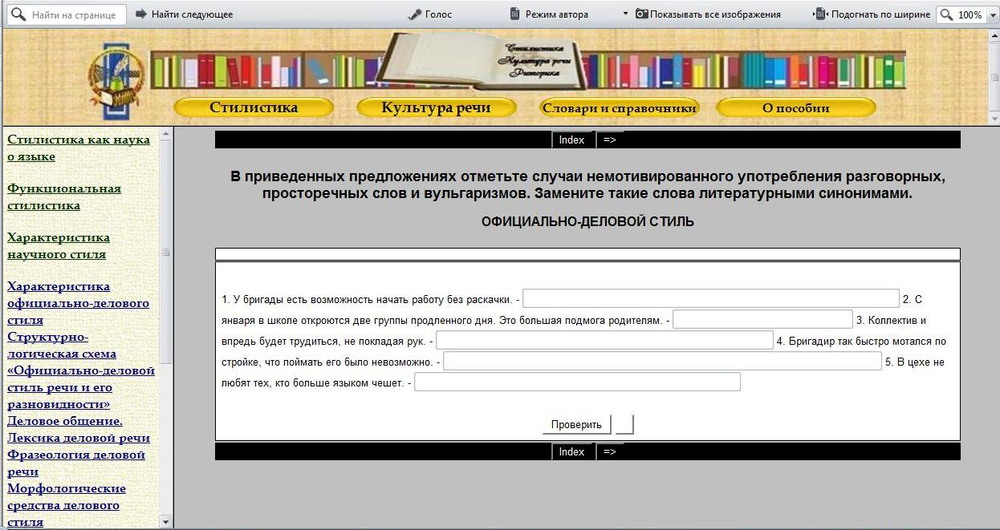 Найти на странице Найти следующее Голос Режим автора Показывать все изображения Подогнать по ширине 100%
Стилистика
Культура речи
Риторика
Стилистика Культура речи Словари и справочники О пособии
Стилистика как наука
о языке
Функциональная
стилистика
Характеристика
научного стиля
Характеристика
официально-делового
стиля
Структурно-
логическая схема
«Официально-деловой
стиль речи и его
разновидности»
Деловое общение.
Лексика деловой речи
Фразеология деловой
речи
Морфологические
средства делового
стиля
Index =>
В приведенных предложениях отметьте случаи немотивированного употребления разговорных,
просторечных слов и вульгаризмов. Замените такие слова литературными синонимами.
ОФИЦИАЛЬНО-ДЕЛОВОЙ СТИЛЬ
1. У бригады есть возможность начать работу без раскачки. - 2. С
января в школе откроются две группы продленного дня. Это большая подмога родителям. - 3. Коллектив и
впредь будет трудиться, не покладая рук. - 4. Бригадир так быстро мотался по
стройке, что поймать его было невозможно. - 5. В цехе не
любят тех, кто больше языком чешет. -
Проверить
Index =>